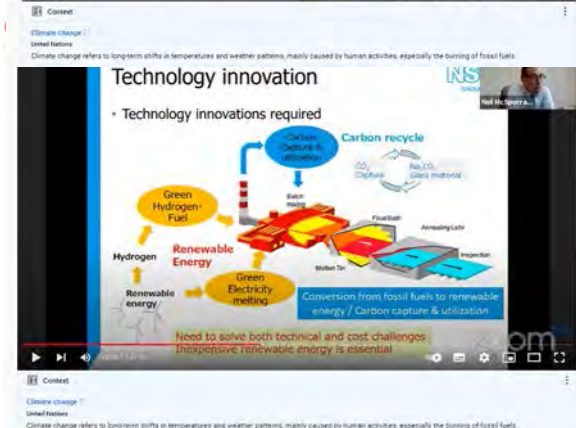 Context
Climate change
United Nations
Climate change refers to long-term shifts in temperatures and weather patterns, mainly caused by human activities, especially the burning of fossil fuels.
Technology innovation
NS
GROUP
Neil McSporra...
• Technology innovations required
Carbon
Capture &
utilization
Carbon recycle
CO₂
Capture
Na₂CO₃
Glass material
Batch
mixing
Green
Hydrogen・
Fuel
Float Bath
Annealing Lehr
Renewable
Energy
Inspection
Hydrogen
Molten Tin
Green
Electricity
melting
Renewable
energy
Conversion from fossil fuels to renewable
energy / Carbon capture & utilization
Need to solve both technical and cost challenges
Inexpensive renewable energy is essential
zoom
Context
Climate change
United Nations
Climate change refers to long-term shifts in temperatures and weather patterns, mainly caused by human activities, especially the burning of fossil fuels.